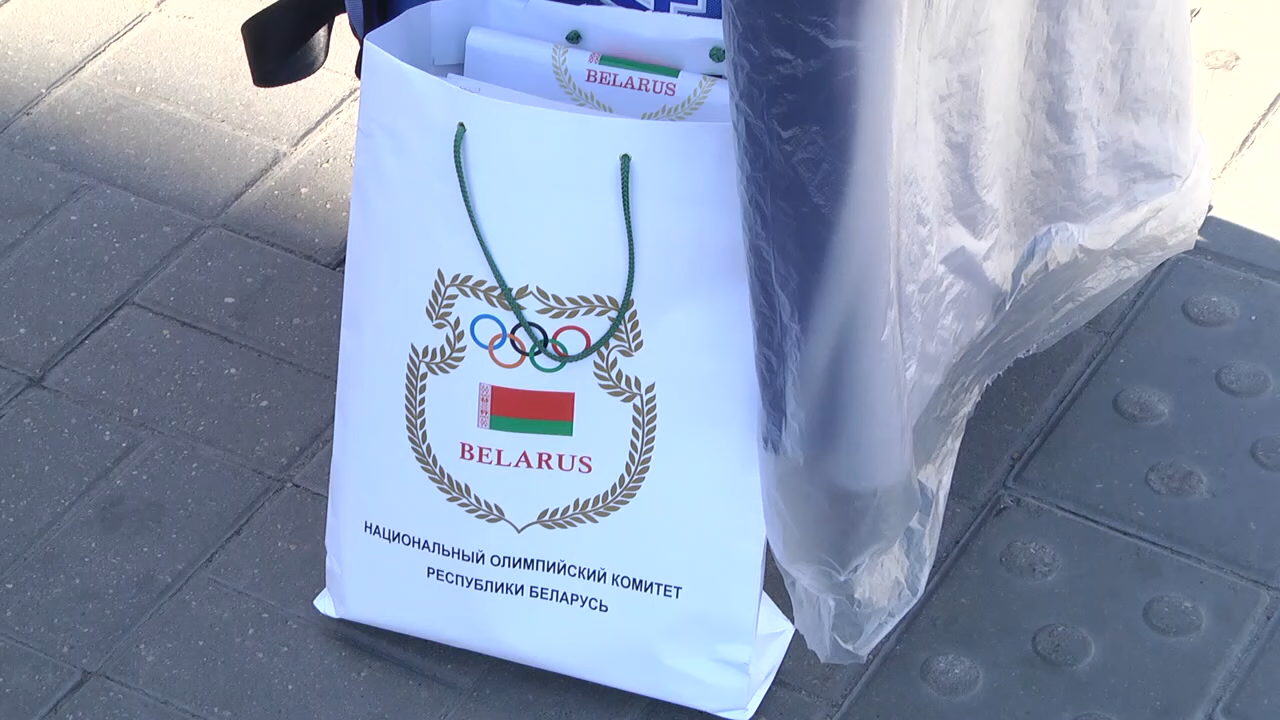 BELARUS
BELARUS
НАЦИОНАЛЬНЫЙ ОЛИМПИЙСКИЙ КОМИТЕТ
РЕСПУБЛИКИ БЕЛАРУСЬ